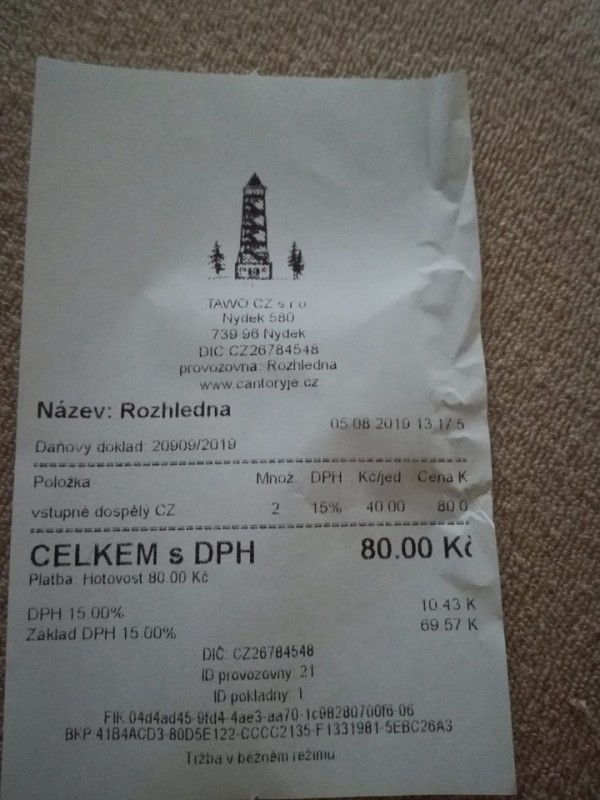 TAWO CZ s r o
Nydek 580
739 96 Nydek
DIC CZ26784548
provozovna: Rozhledna
www.cantoryje.cz
Název: Rozhledna
05.08 2019 13 17 5
Daňový doklad: 20909/2019
Položka Množ. DPH Kč/jed Cena K
vstupné dospěly CZ 2 15% 40.00 80.0
CELKEM s DPH 80.00 Kč
Platba: Hotovost 80.00 Kč
DPH 15.00% 10.43 K
Základ DPH 15.00% 69.57 K
DIČ: CZ26784548
ID provozovny: 21
ID pokladny: 1
FIK:04d4ad45-9fd4-4ae3-aa70-1c98280700f6-06
BKP:41B4ACD3-80D5E122-CCCC2135-F1331981-5EBC26A3
Tržba v běžném režimu